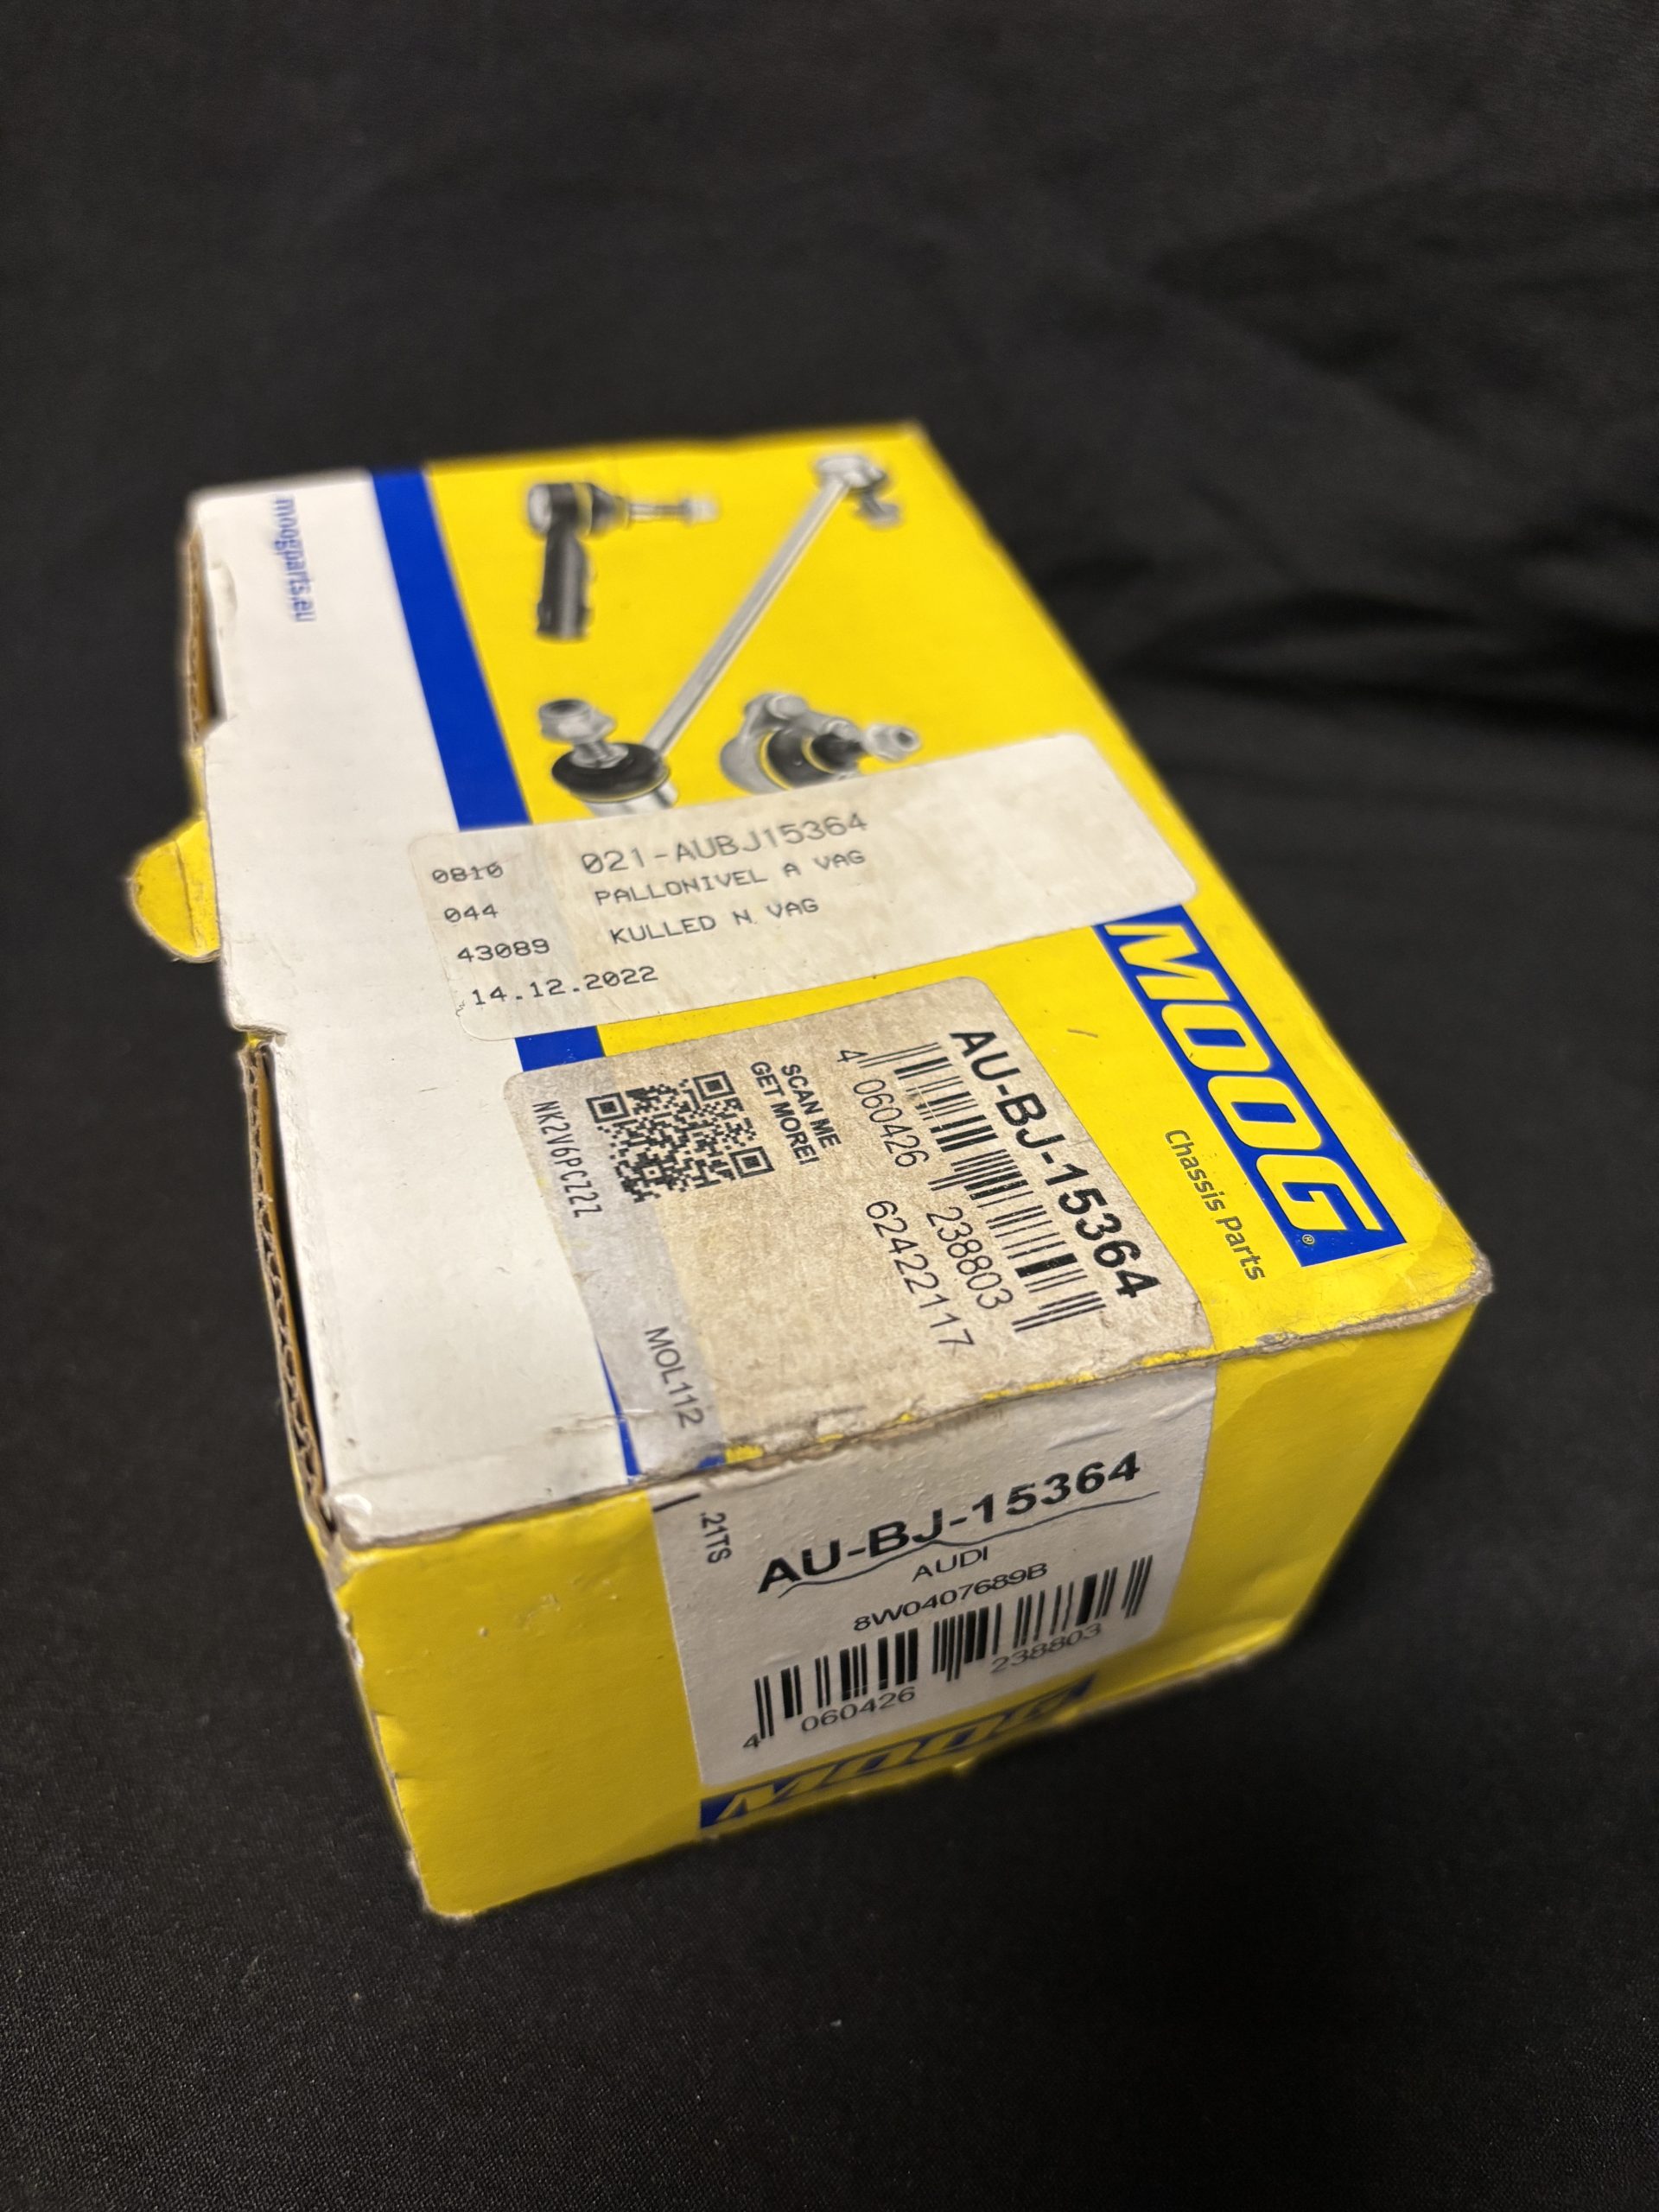 moogparts.eu
0810 021-AUBJ15364
044 PALLONIVEL A VAG
43089 KULLED N VAG
14.12.2022
MOOG®
Chassis Parts
AU-BJ-15364
4 060426 238803
62422117
SCAN ME
GET MORE!
NK2V6PCZ2Z
MOL112
.21TS
AU-BJ-15364
AUDI
8W0407689B
4 060426 238803
MOOG